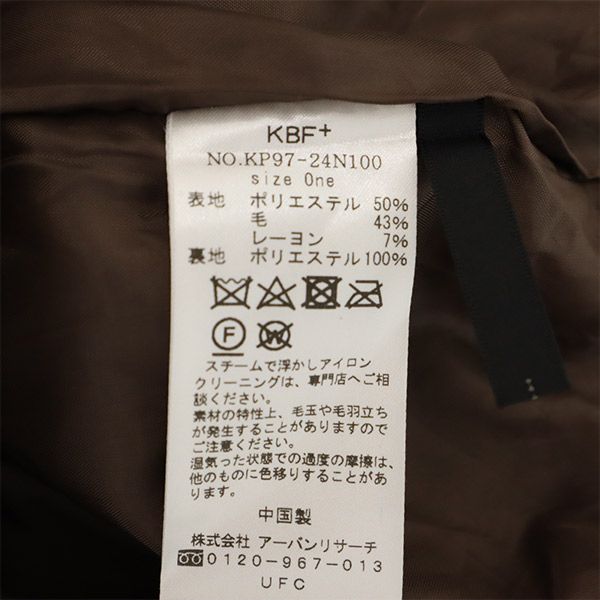 KBF+
NO.KP97-24N100
size One
表地 ポリエステル 50%
毛 43%
レーヨン 7%
裏地 ポリエステル 100%
F W
スチームで浮かしアイロン
クリーニングは、専門店へご相
談ください。
素材の特性上、毛玉や毛羽立ち
が発生することがありますので
ご注意ください。
湿気った状態での過度の摩擦は、
他のものに色移りすることがあ
ります。
中国製
株式会社 アーバンリサーチ
0120-967-013
UFC